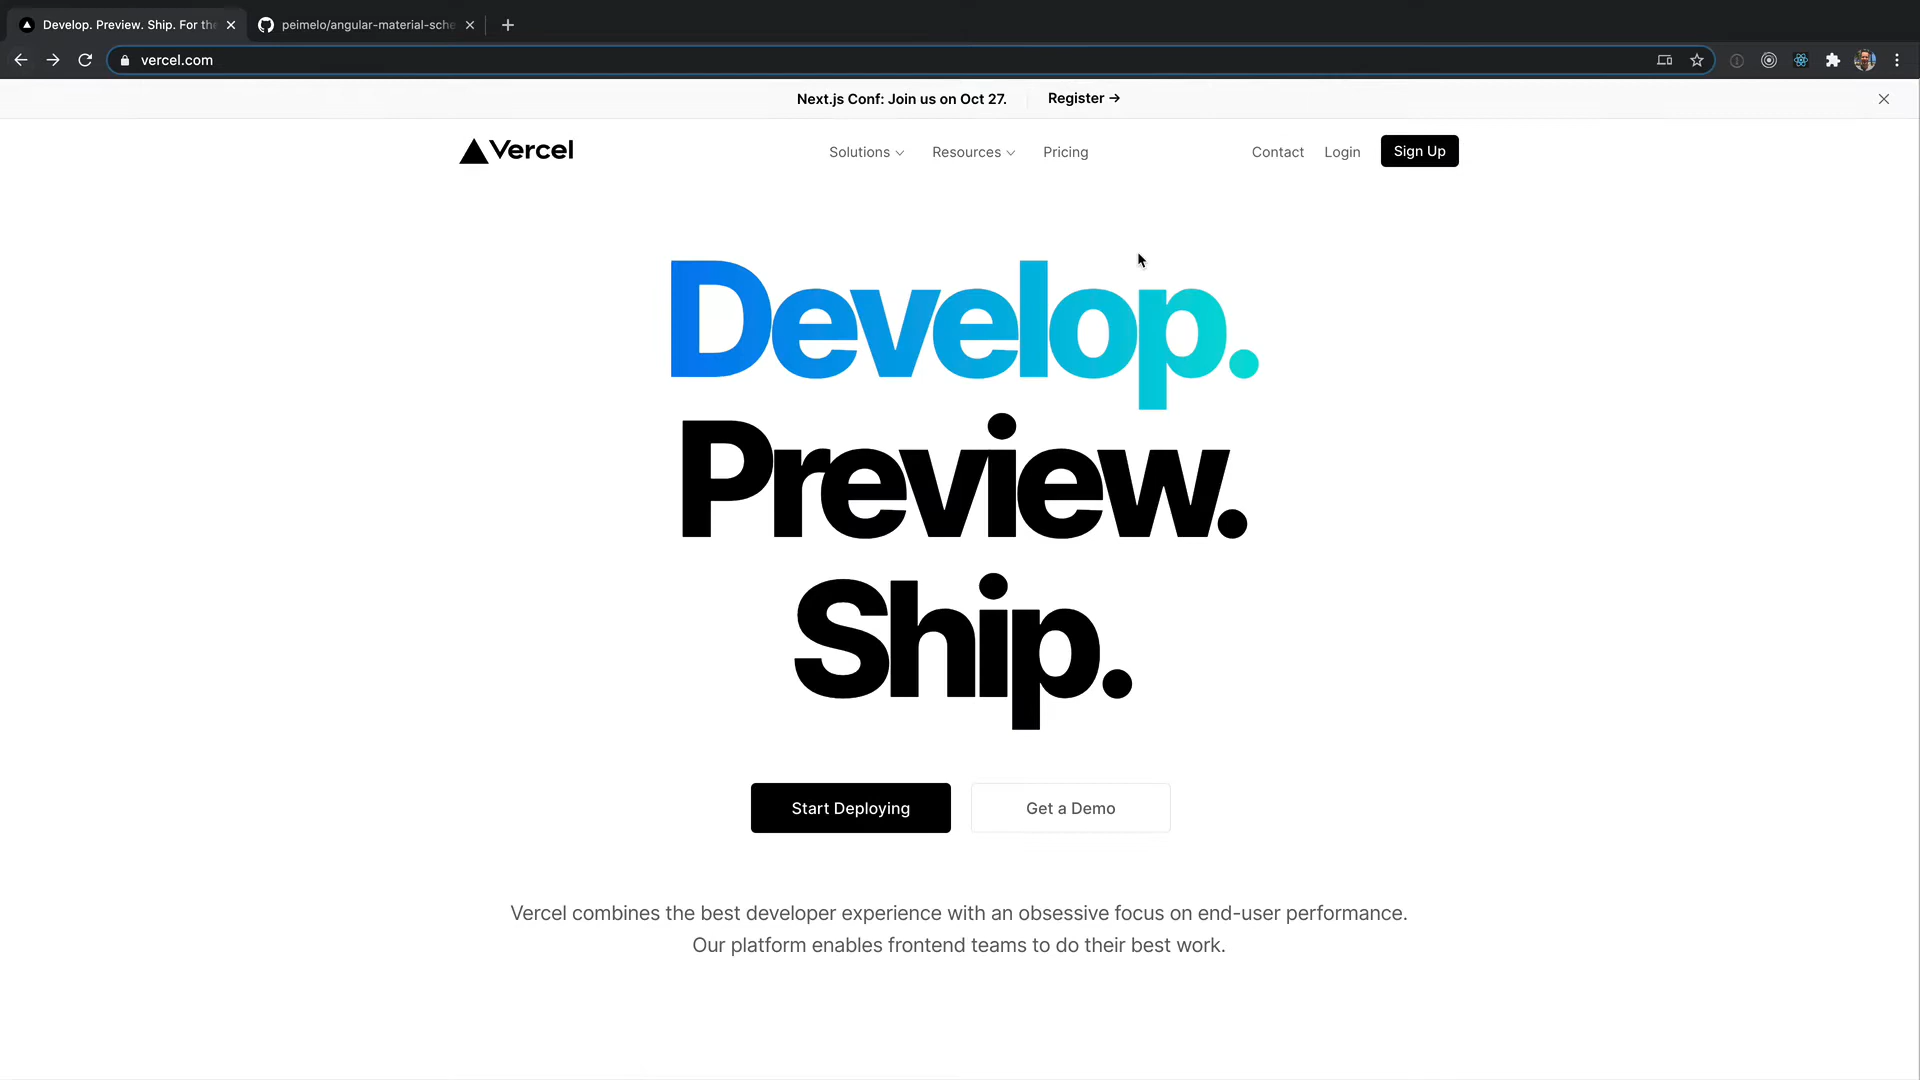 Develop. Preview. Ship. For the
peimelo/angular-material-sche
vercel.com
Next.js Conf: Join us on Oct 27.
Register →
Vercel
Solutions
Resources
Pricing
Contact
Login
Sign Up
Develop.
Preview.
Ship.
Start Deploying
Get a Demo
Vercel combines the best developer experience with an obsessive focus on end-user performance.
Our platform enables frontend teams to do their best work.